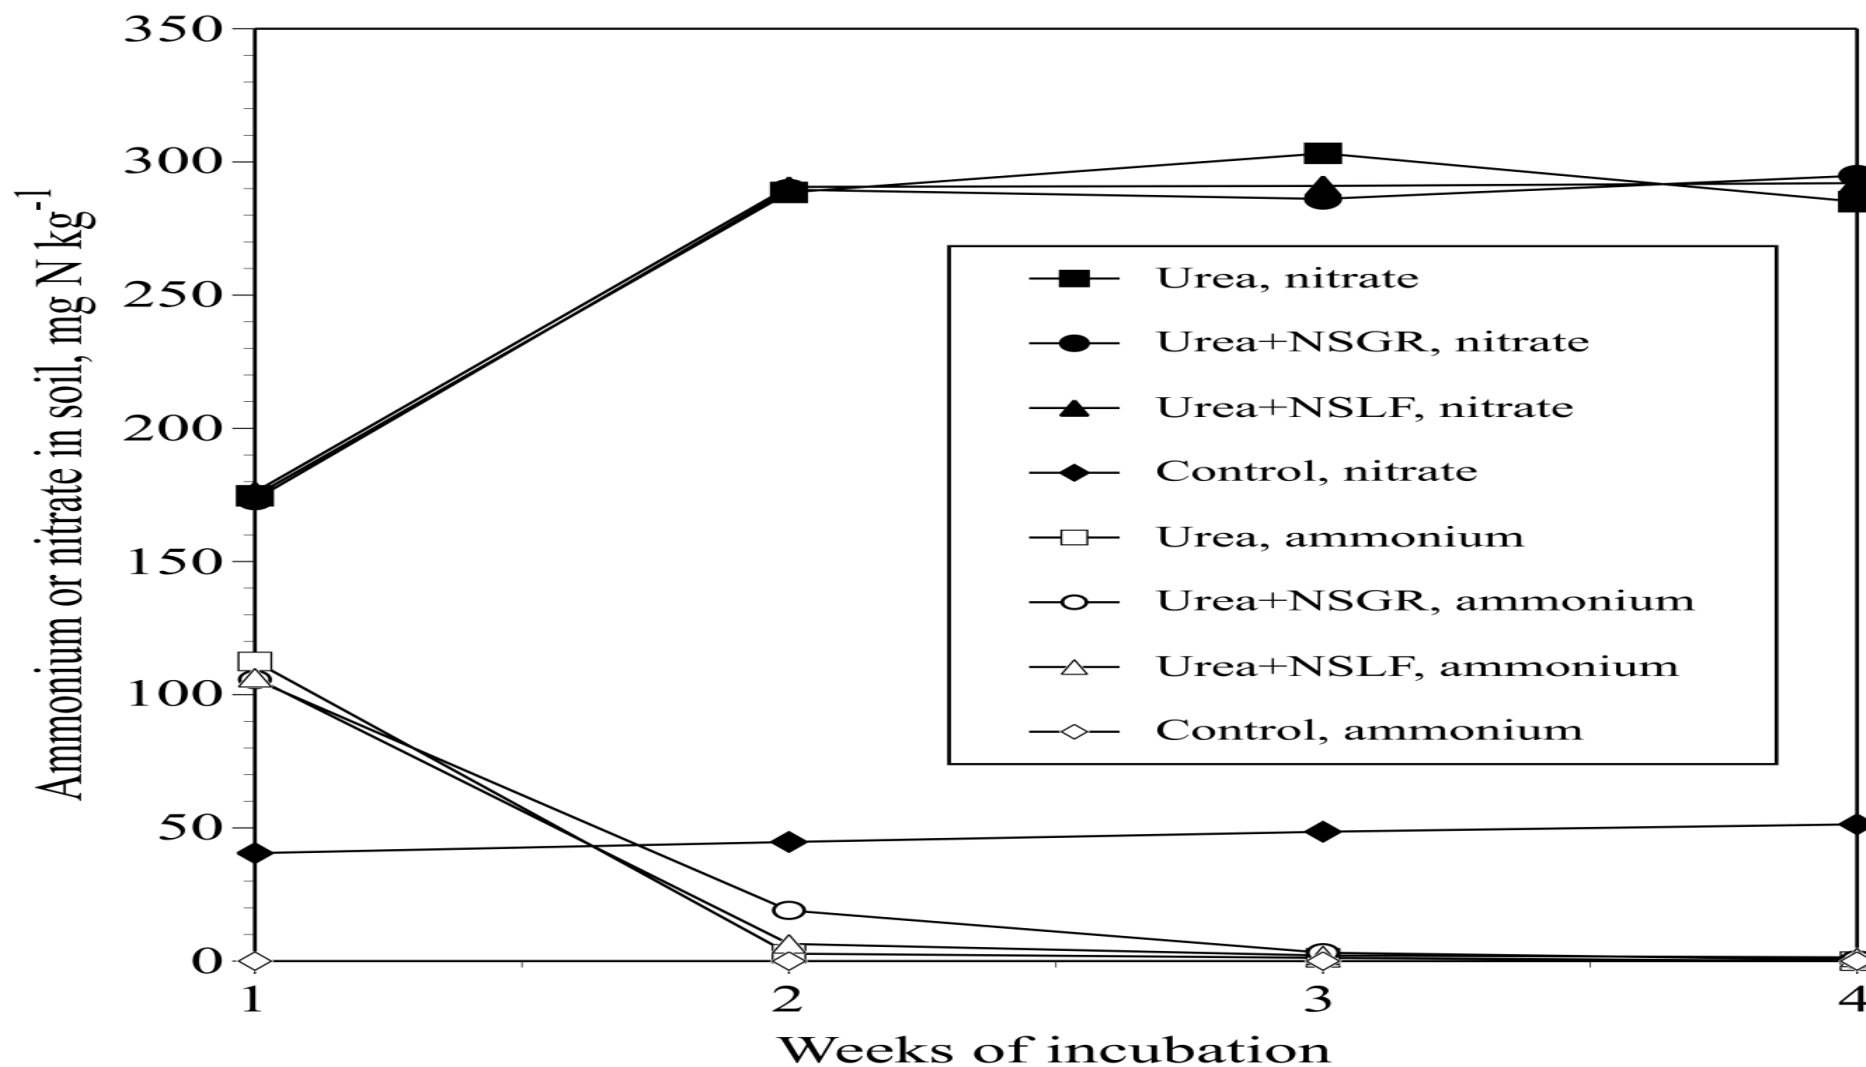 350
300
250
200
150
100
50
0
Ammonium or nitrate in soil, mg N kg-1
Urea, nitrate
Urea+NSGR, nitrate
Urea+NSLF, nitrate
Control, nitrate
Urea, ammonium
Urea+NSGR, ammonium
Urea+NSLF, ammonium
Control, ammonium
1 2 3 4
Weeks of incubation